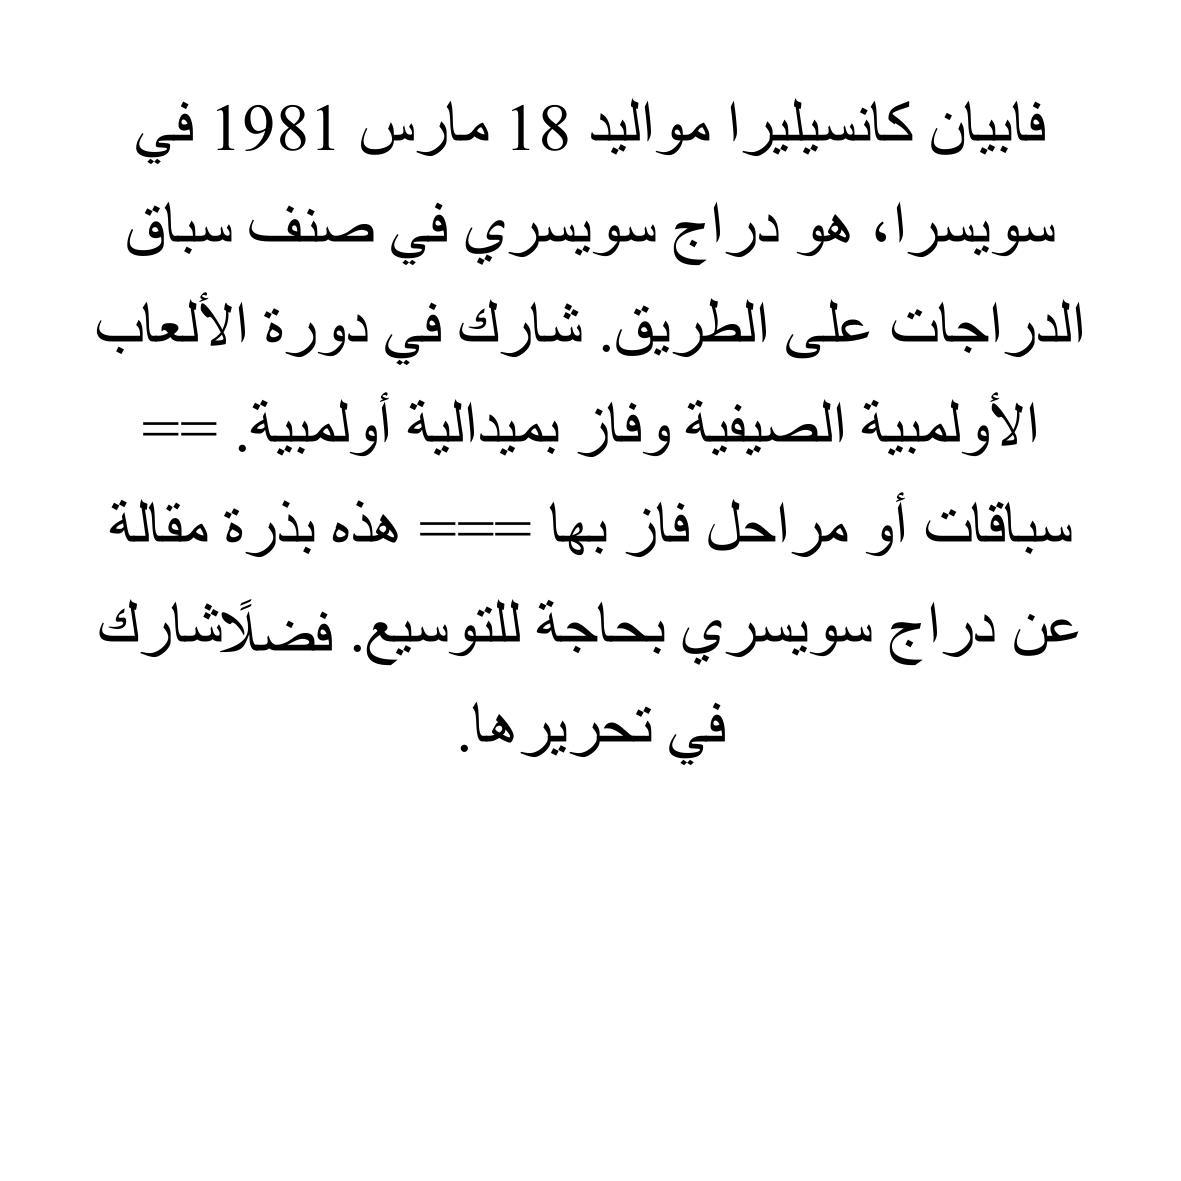 فابيان كانسيليرا مواليد 18 مارس 1981 في
سويسرا، هو دراج سويسري في صنف سباق
الدراجات على الطريق. شارك في دورة الألعاب
الأولمبية الصيفية وفاز بميدالية أولمبية. ==
سباقات أو مراحل فاز بها === هذه بذرة مقالة
عن دراج سويسري بحاجة للتوسيع. فضلًاشارك
في تحريرها.